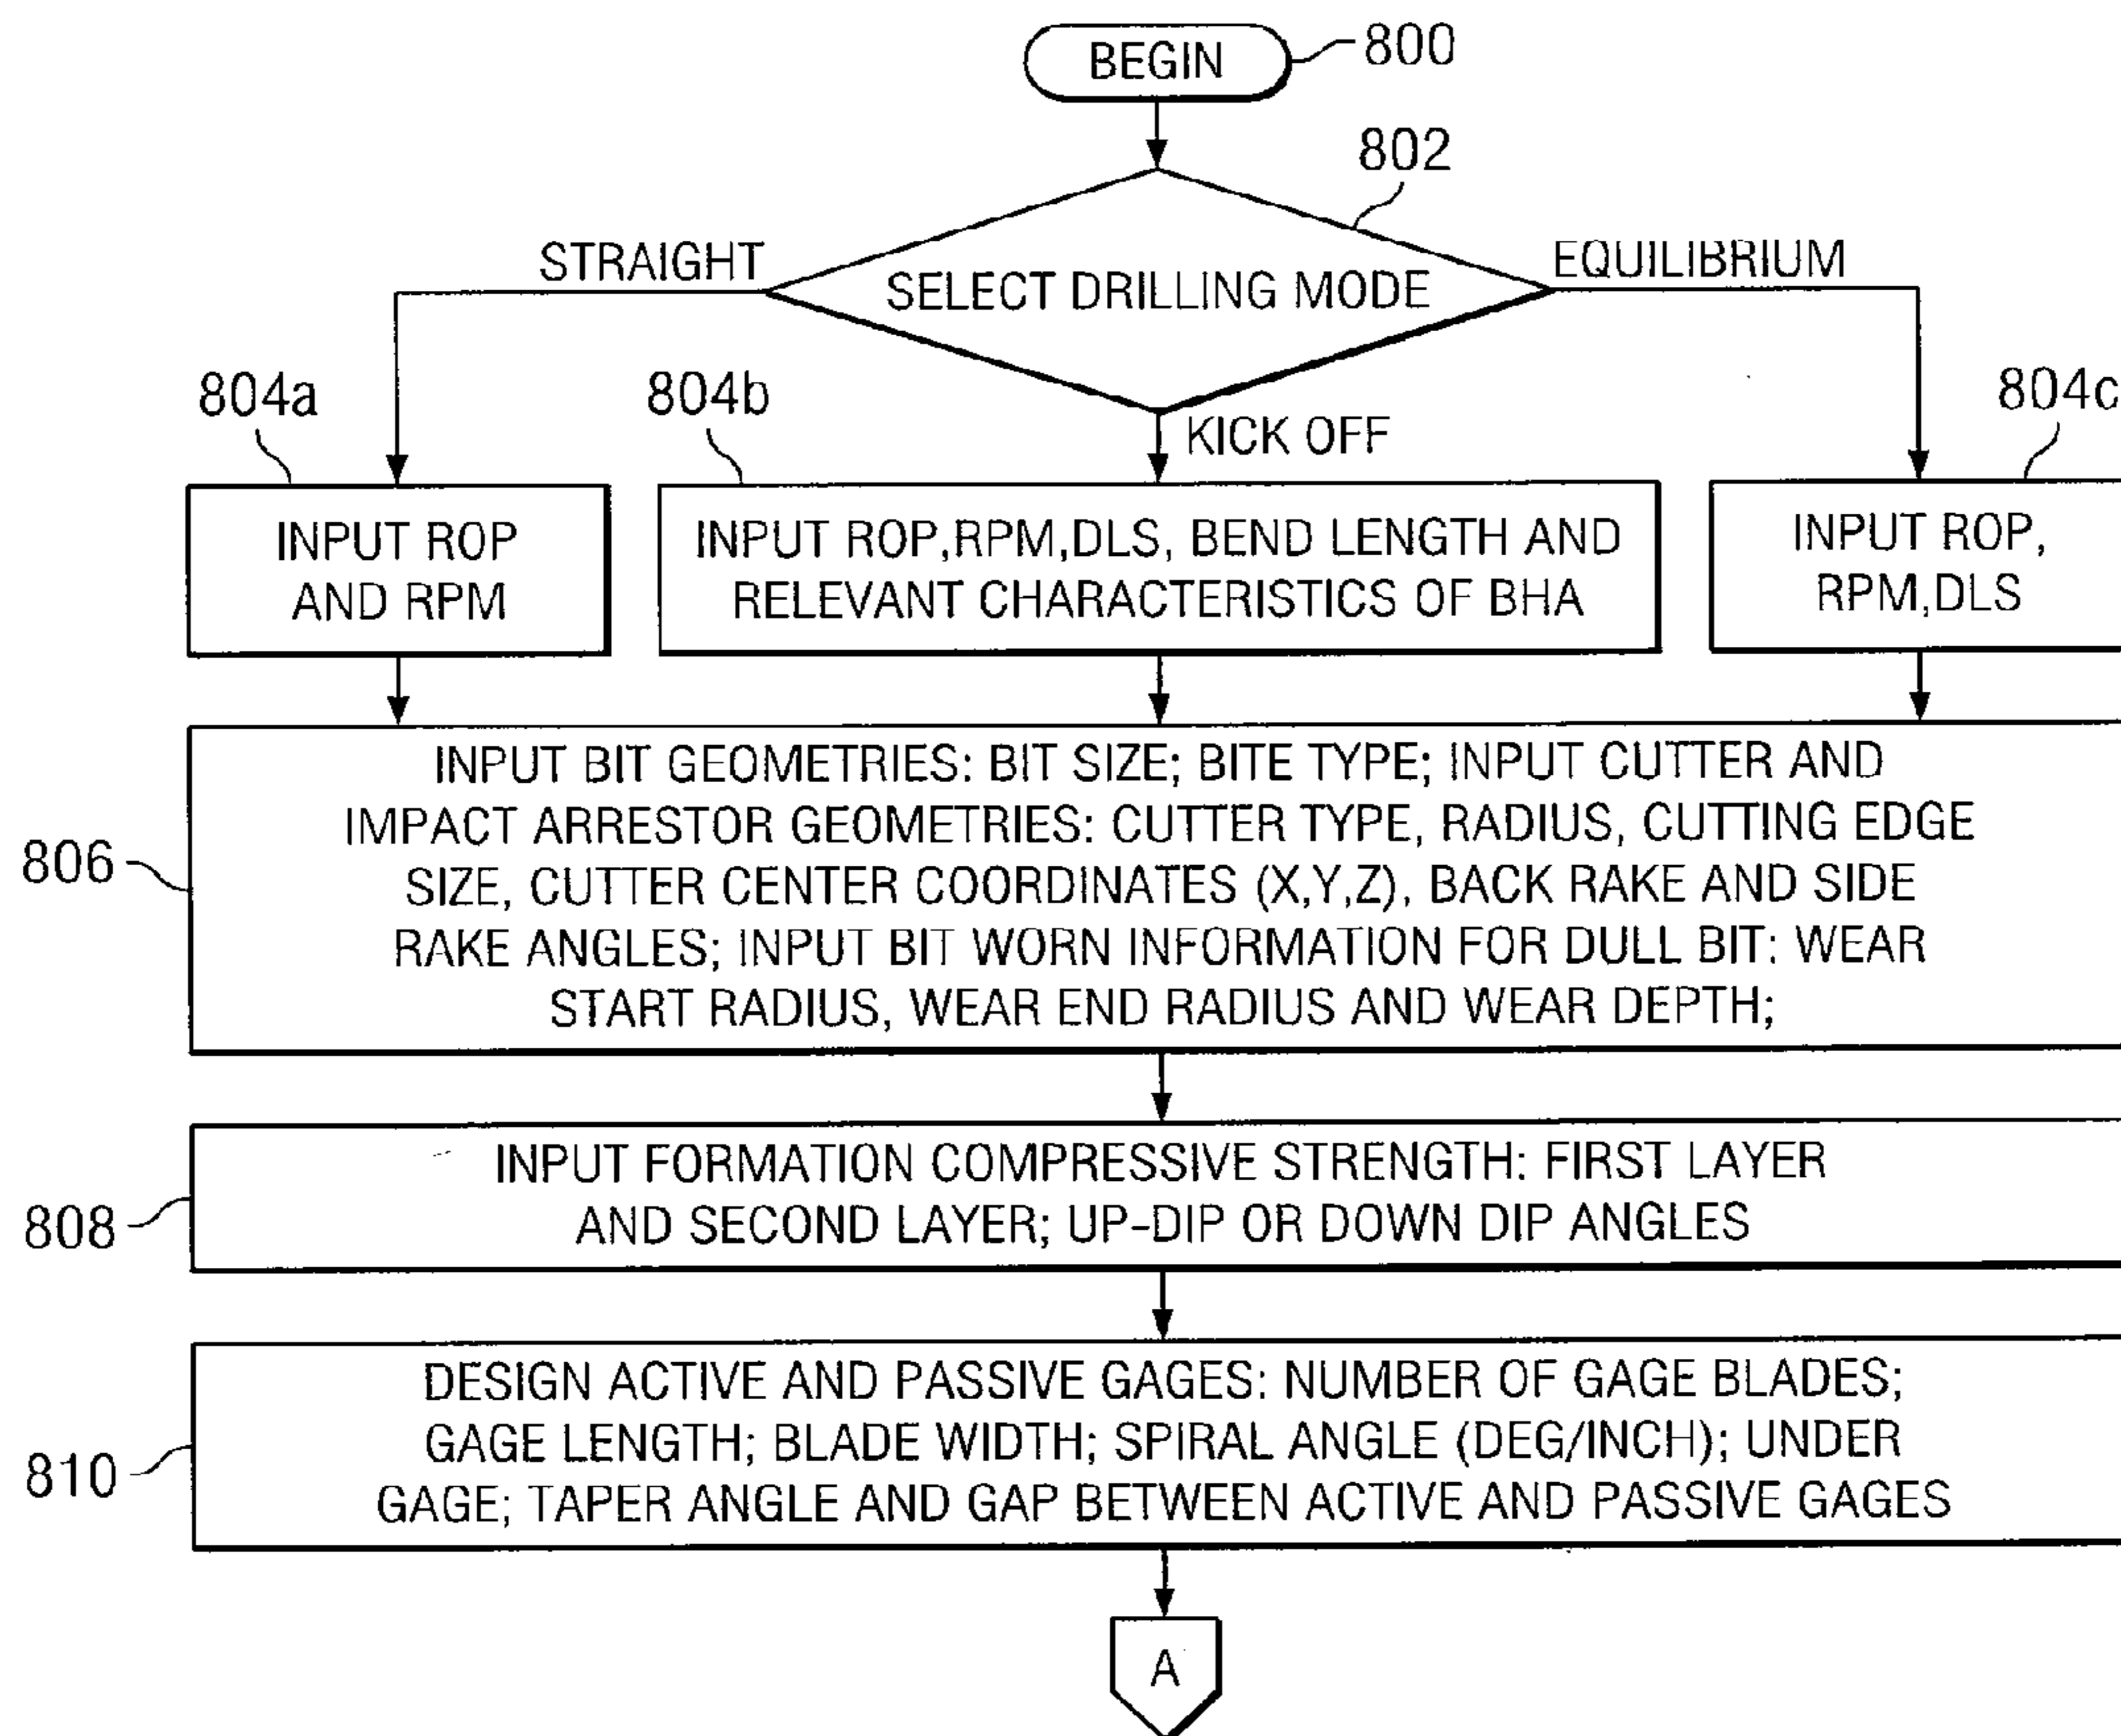 BEGIN
800
802
STRAIGHT
SELECT DRILLING MODE
EQUILIBRIUM
KICK OFF
804a
804b
804c
INPUT ROP
AND RPM
INPUT ROP,RPM,DLS, BEND LENGTH AND
RELEVANT CHARACTERISTICS OF BHA
INPUT ROP,
RPM,DLS
806
INPUT BIT GEOMETRIES: BIT SIZE; BITE TYPE; INPUT CUTTER AND
IMPACT ARRESTOR GEOMETRIES: CUTTER TYPE, RADIUS, CUTTING EDGE
SIZE, CUTTER CENTER COORDINATES (X,Y,Z), BACK RAKE AND SIDE
RAKE ANGLES; INPUT BIT WORN INFORMATION FOR DULL BIT: WEAR
START RADIUS, WEAR END RADIUS AND WEAR DEPTH;
808
INPUT FORMATION COMPRESSIVE STRENGTH: FIRST LAYER
AND SECOND LAYER; UP-DIP OR DOWN DIP ANGLES
810
DESIGN ACTIVE AND PASSIVE GAGES: NUMBER OF GAGE BLADES;
GAGE LENGTH; BLADE WIDTH; SPIRAL ANGLE (DEG/INCH); UNDER
GAGE; TAPER ANGLE AND GAP BETWEEN ACTIVE AND PASSIVE GAGES
A